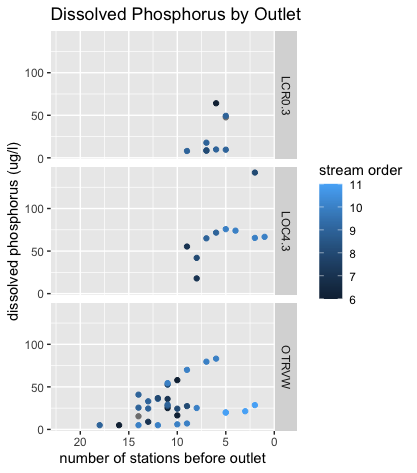 Dissolved Phosphorus by Outlet
dissolved phosphorus (ug/l)
100
50
0
LCR0.3
100
50
0
LOC4.3
100
50
0
OTRVW
20
15
10
5
0
number of stations before outlet
stream order
11
10
9
8
7
6